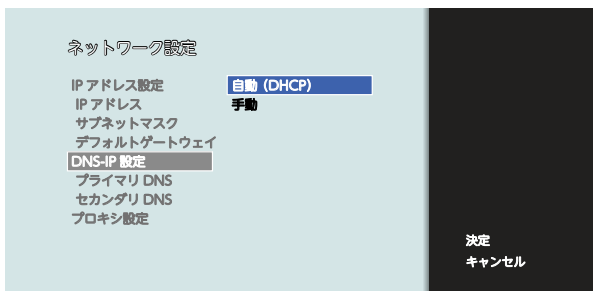 ネットワーク設定
IP アドレス設定
自動（DHCP）
IP アドレス
手動
サブネットマスク
デフォルトゲートウェイ
DNS-IP 設定
プライマリ DNS
セカンダリ DNS
プロキシ設定
決定
キャンセル